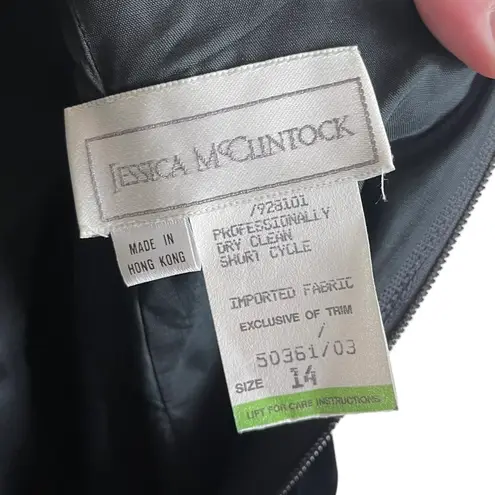 JESSICA McCLINTOCK
MADE IN
HONG KONG
/928101
PROFESSIONALLY
DRY CLEAN
SHORT CYCLE
IMPORTED FABRIC
EXCLUSIVE OF TRIM
/
50361/03
SIZE 14
LIFT FOR CARE INSTRUCTIONS